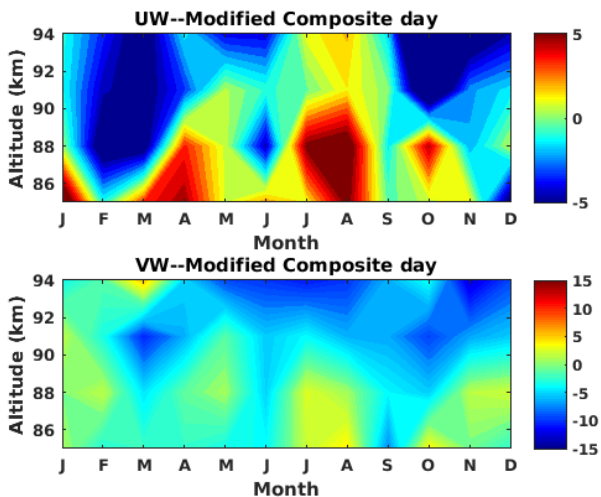 UW--Modified Composite day
94
92
90
88
86
Altitude (km)
J F M A M J J A S O N D
Month
5
0
-5
VW--Modified Composite day
94
92
90
88
86
Altitude (km)
J F M A M J J A S O N D
Month
15
10
5
0
-5
-10
-15